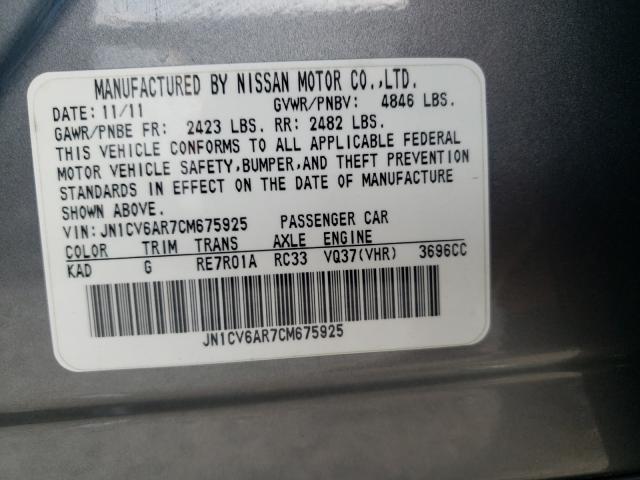 MANUFACTURED BY NISSAN MOTOR CO.,LTD.
DATE: 11/11 GVWR/PNBV: 4846 LBS.
GAWR/PNBE FR: 2423 LBS. RR: 2482 LBS.
THIS VEHICLE CONFORMS TO ALL APPLICABLE FEDERAL
MOTOR VEHICLE SAFETY,BUMPER,AND THEFT PREVENTION
STANDARDS IN EFFECT ON THE DATE OF MANUFACTURE
SHOWN ABOVE.
VIN: JN1CV6AR7CM675925 PASSENGER CAR
COLOR TRIM TRANS AXLE ENGINE
KAD G RE7R01A RC33 VQ37(VHR) 3696CC
JN1CV6AR7CM675925